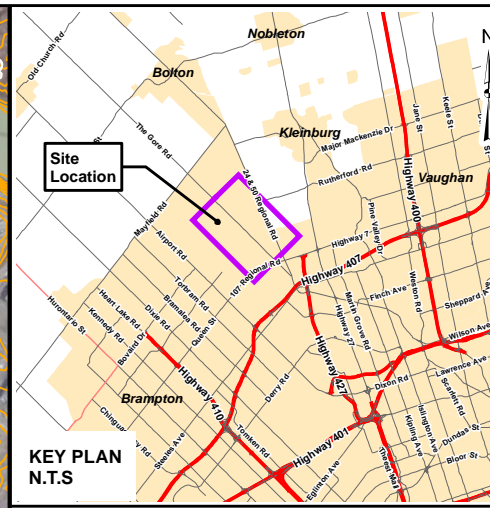 Nobleton
Old Church Rd
Bolton
Kleinburg
N
The Gore Rd
Jane St
Keele St
Major Mackenzie Dr
Rutherford Rd
24 & 50 Regional Rd
Highway 400
Vaughan
Site
Location
Mayfield Rd
Airport Rd
Pine Valley Dr
Highway 7
107 Regional Rd
Highway 407
Weston Rd
Torbram Rd
Bramalea Rd
Dixie Rd
Queen St
Heart Lake Rd
Kennedy Rd
Bovaird Dr
Hurontario St
Finch Ave
Sheppard Ave
Martin Grove Rd
Highway 27
Highway 427
Wilson Ave
Lawrence Ave
Dixon Rd
Scarlett Rd
Islington Ave
Kipling Ave
Dundas St
Bloor St
Highway 410
Derry Rd
Brampton
Steeles Ave
Tomken Rd
Highway 401
Eglinton Ave
KEY PLAN
N.T.S